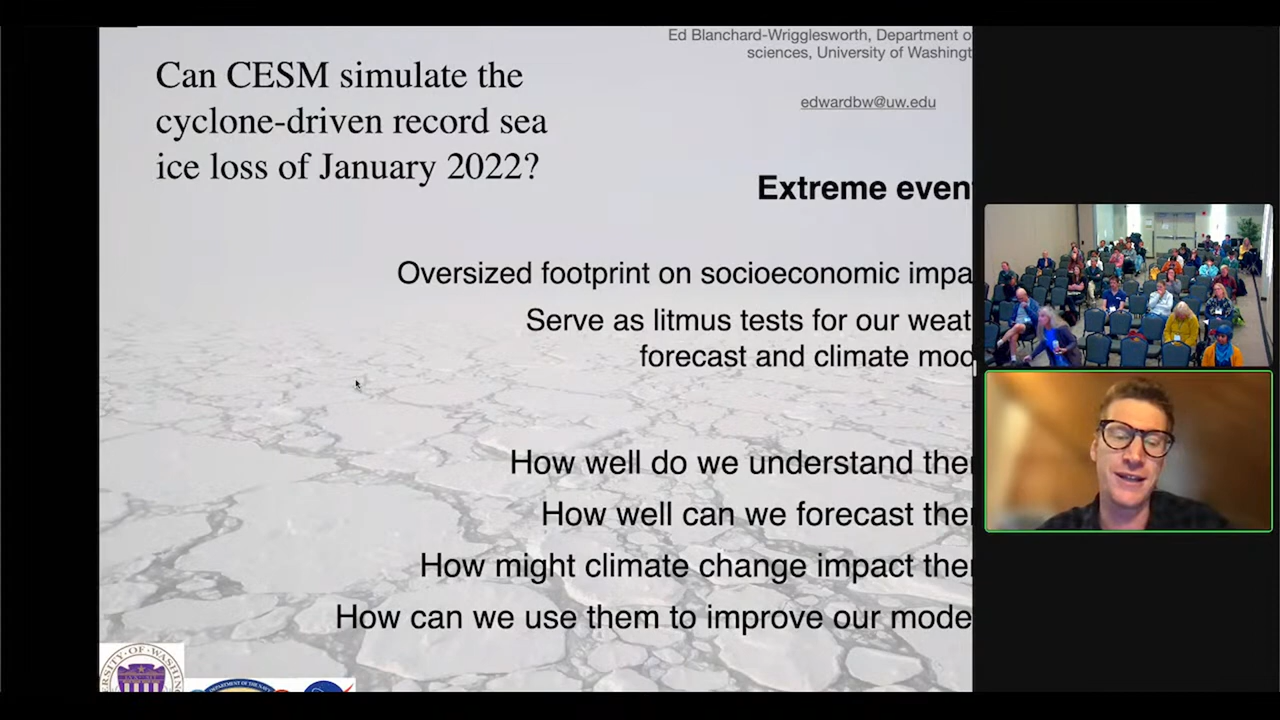 Ed Blanchard-Wrigglesworth, Department o
sciences, University of Washingt
edwardbw@uw.edu
Can CESM simulate the
cyclone-driven record sea
ice loss of January 2022?
Extreme even
Oversized footprint on socioeconomic impa
Serve as litmus tests for our weat
forecast and climate mod
How well do we understand the
How well can we forecast the
How might climate change impact the
How can we use them to improve our mode